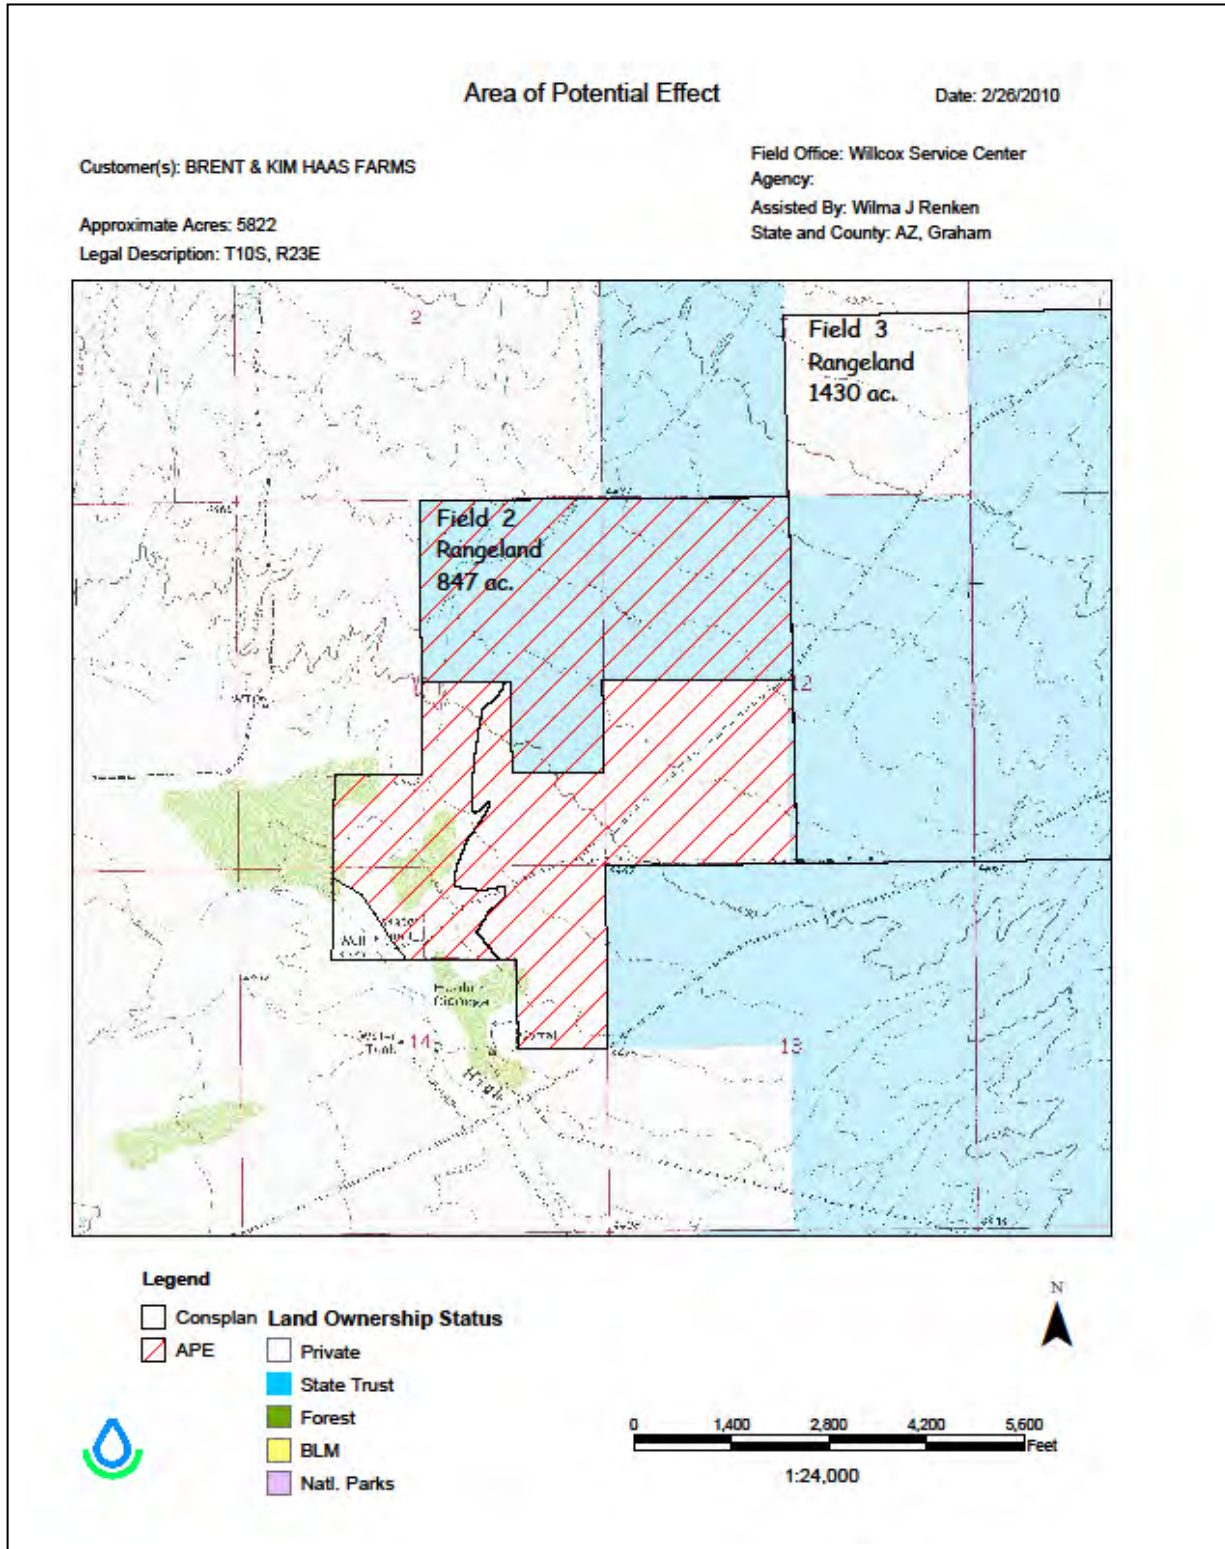 Area of Potential Effect
Date: 2/26/2010
Customer(s): BRENT & KIM HAAS FARMS
Field Office: Willcox Service Center
Agency:
Approximate Acres: 5822
Assisted By: Wilma J Renken
Legal Description: T10S, R23E
State and County: AZ, Graham
2
Field 3
Rangeland
1430 ac.
Field 2
Rangeland
847 ac.
12
14
13
High
Legend
Consplan
APE
Land Ownership Status
Private
State Trust
Forest
BLM
Natl. Parks
N
0 1,400 2,800 4,200 5,600
Feet
1:24,000